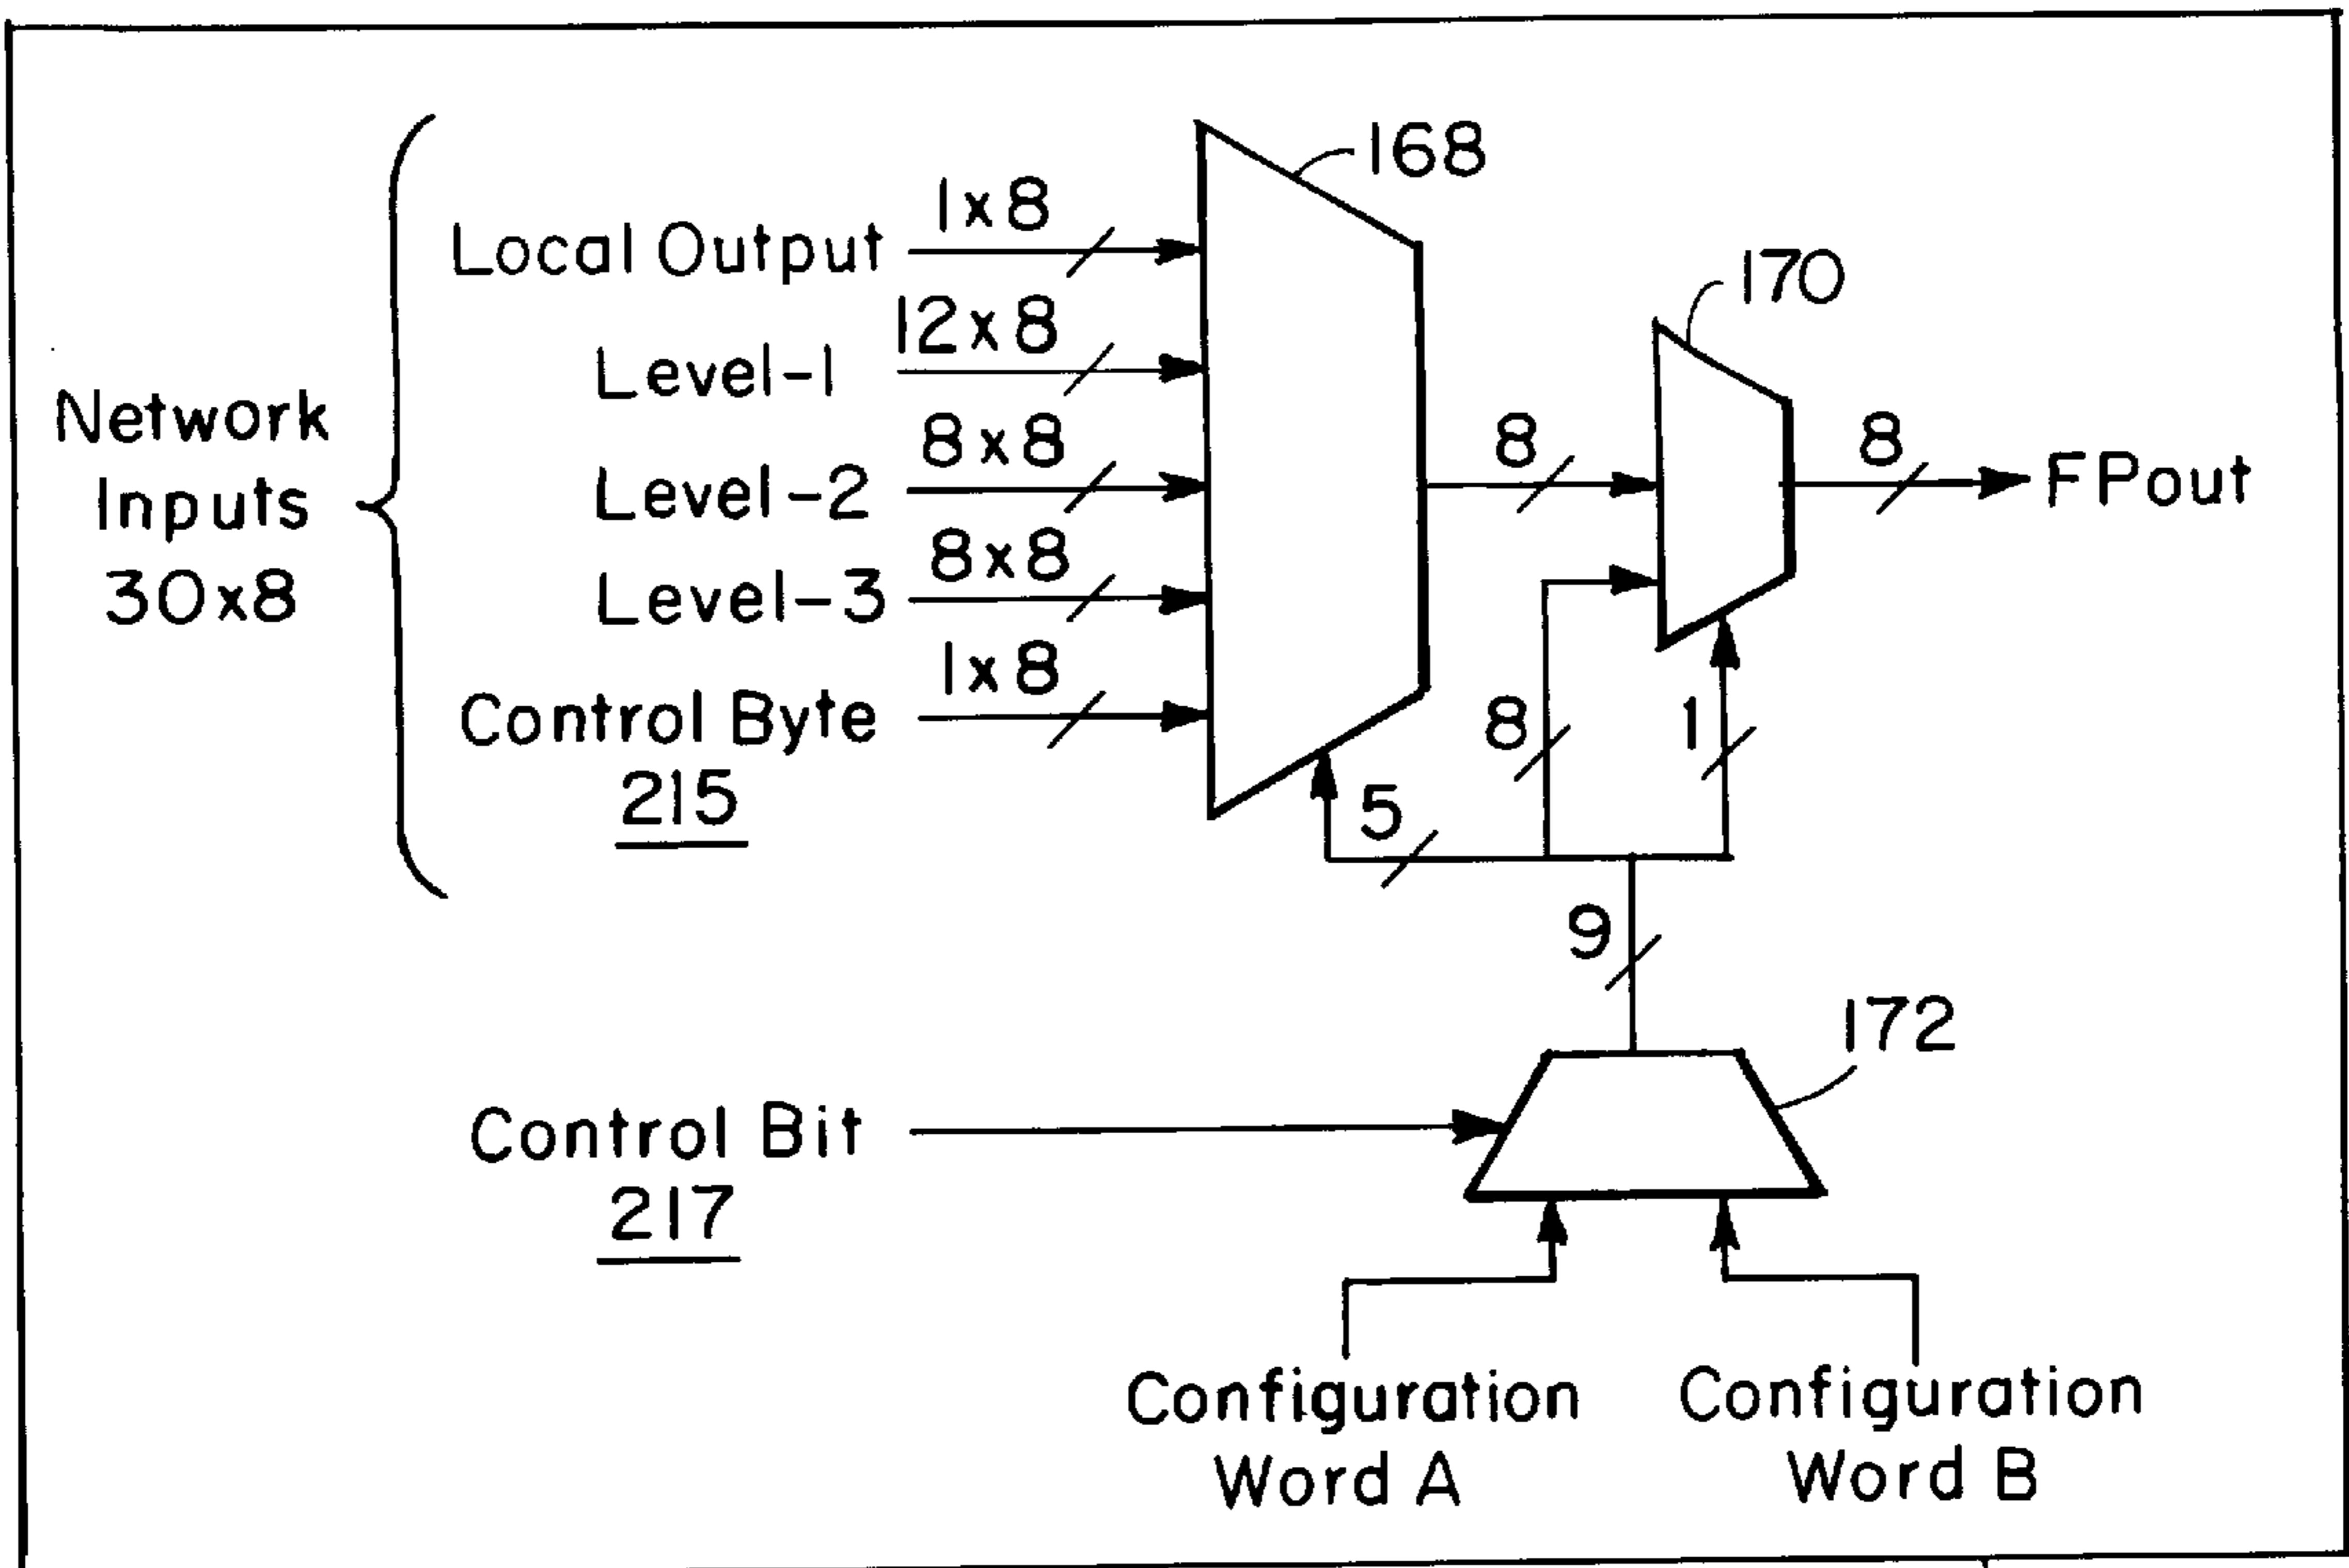 168
1x8
Local Output
170
12x8
Level-1
Network
Inputs
30x8
8x8
Level-2
8
8
FPout
8x8
Level-3
1x8
Control Byte
215
8
1
5
9
172
Control Bit
217
Configuration
Word A
Configuration
Word B